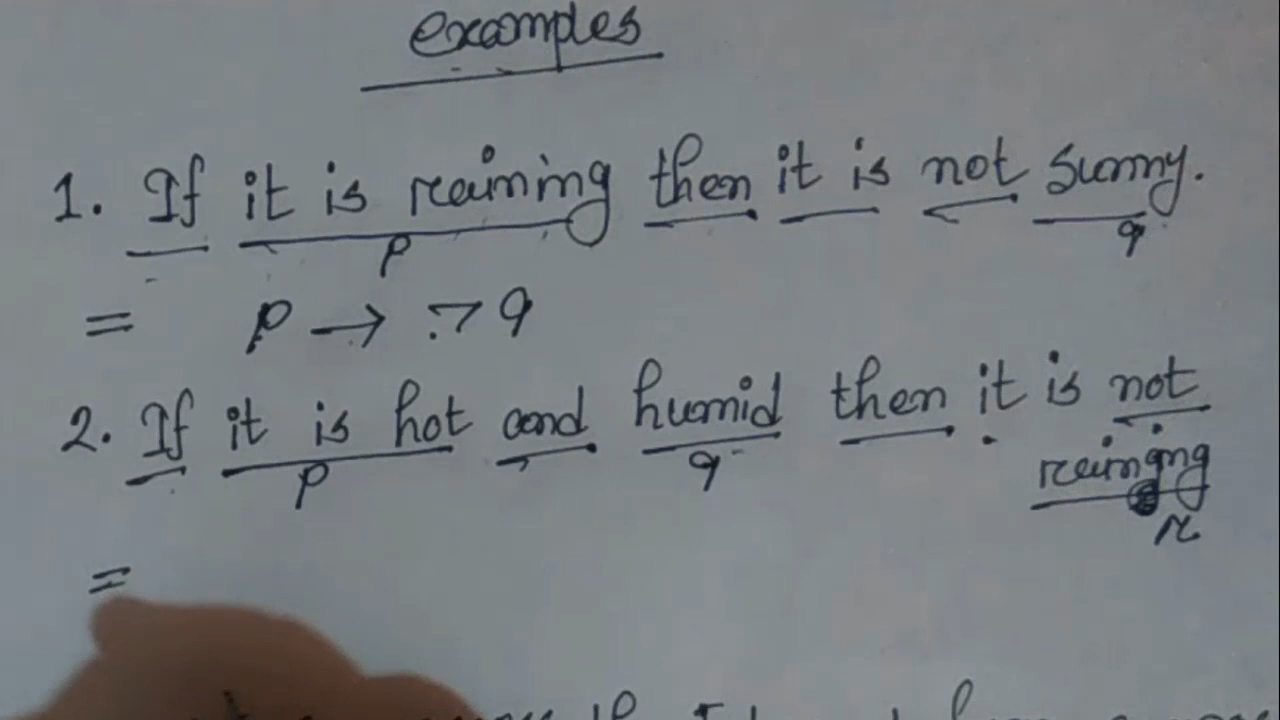 examples
1. If it is raining then it is not sunny.
p q
= p → ¬q
2. If it is hot and humid then it is not
p q
raining
r
=